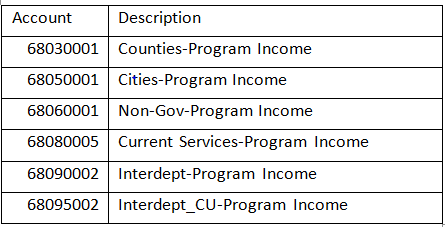 Account Description
68030001 Counties-Program Income
68050001 Cities-Program Income
68060001 Non-Gov-Program Income
68080005 Current Services-Program Income
68090002 Interdept-Program Income
68095002 Interdept_CU-Program Income